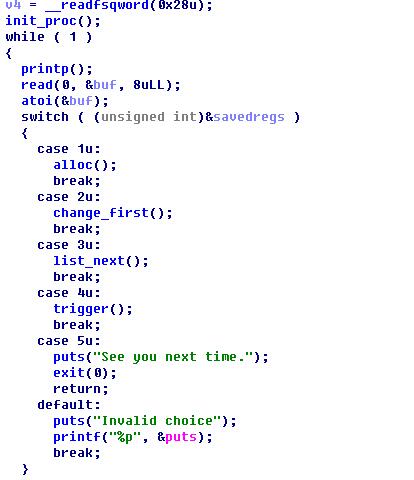 v4 = __readfsqword(0x28u);
init_proc();
while ( 1 )
{
printp();
read(0, &buf, 8uLL);
atoi(&buf);
switch ( (unsigned int)&savedregs )
{
case 1u:
alloc();
break;
case 2u:
change_first();
break;
case 3u:
list_next();
break;
case 4u:
trigger();
break;
case 5u:
puts("See you next time.");
exit(0);
return;
default:
puts("Invalid choice");
printf("%p", &puts);
break;
}